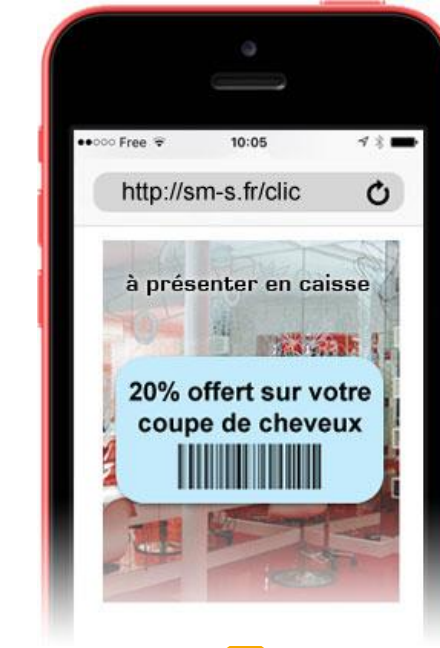 Free 10:05
http://sm-s.fr/clic
à présenter en caisse
20% offert sur votre
coupe de cheveux